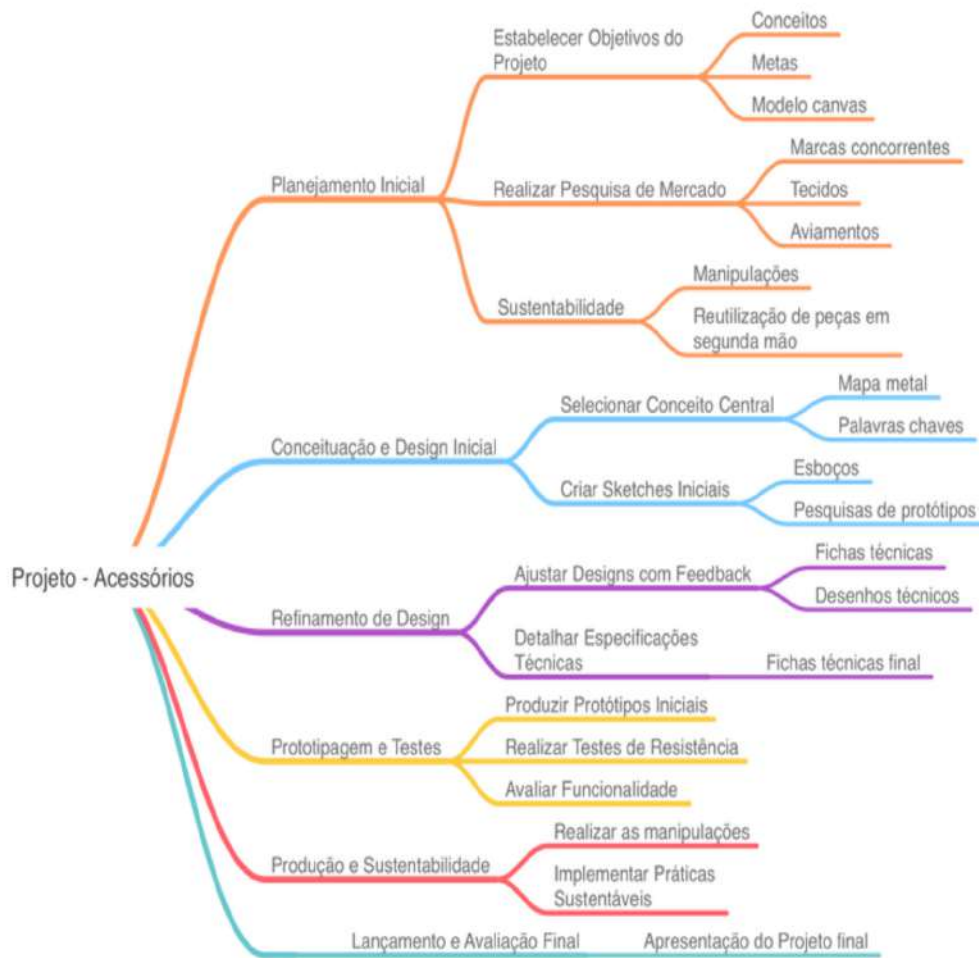 Projeto - Acessórios
Planejamento Inicial
Estabelecer Objetivos do
Projeto
Conceitos
Metas
Modelo canvas
Realizar Pesquisa de Mercado
Marcas concorrentes
Tecidos
Aviamentos
Sustentabilidade
Manipulações
Reutilização de peças em
segunda mão
Conceituação e Design Inicial
Selecionar Conceito Central
Mapa metal
Palavras chaves
Criar Sketches Iniciais
Esboços
Pesquisas de protótipos
Refinamento de Design
Ajustar Designs com Feedback
Fichas técnicas
Desenhos técnicos
Detalhar Especificações
Técnicas
Fichas técnicas final
Prototipagem e Testes
Produzir Protótipos Iniciais
Realizar Testes de Resistência
Avaliar Funcionalidade
Produção e Sustentabilidade
Realizar as manipulações
Implementar Práticas
Sustentáveis
Lançamento e Avaliação Final
Apresentação do Projeto final